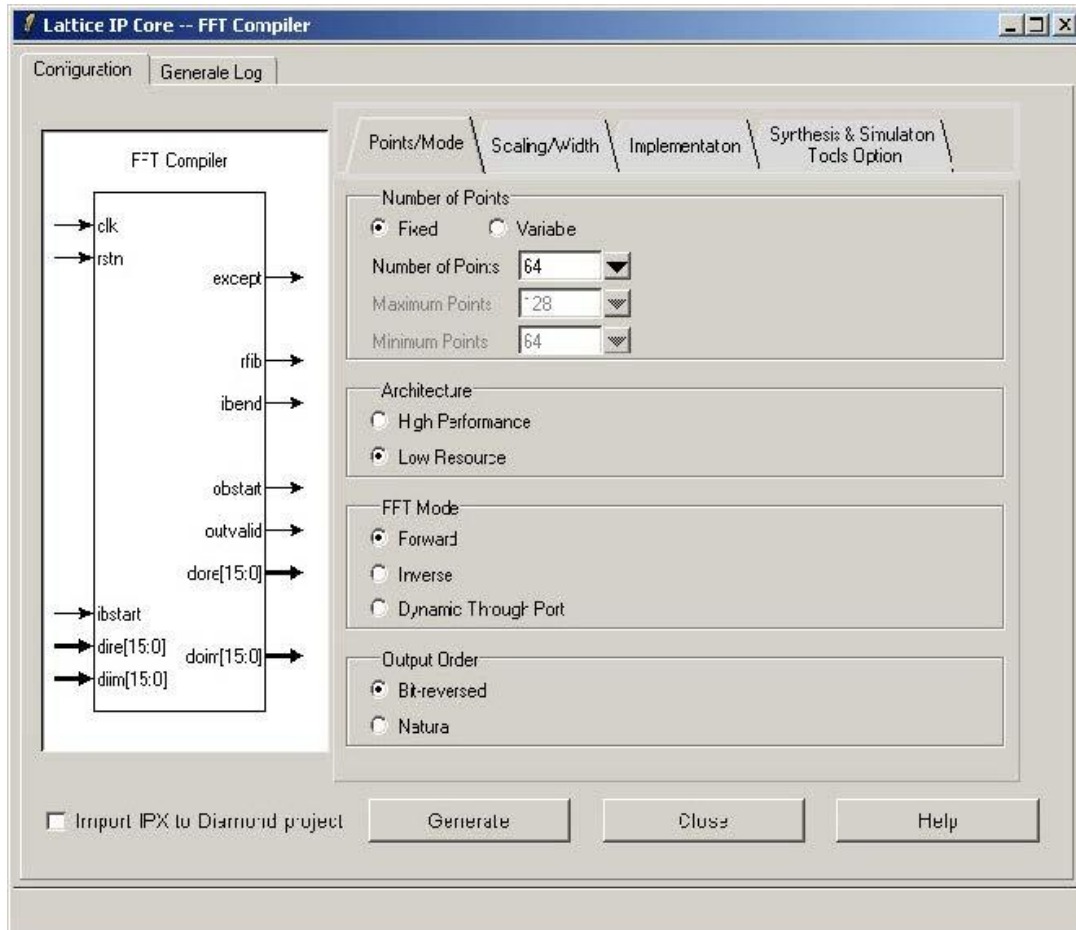 Lattice IP Core -- FFT Compiler
Configuration
Generate Log
FFT Compiler
clk
rstn
except
rfib
ibend
obstart
outvalid
dore[15:0]
ibstart
dire[15:0]
doim[15:0]
diim[15:0]
Points/Mode
Scaling/Width
Implementaton
Synthesis & Simulaton
Tools Option
Number of Points
Fixed
Variabe
Number of Points
64
Maximum Points
128
Minimum Points
64
Architecture
High Performance
Low Resource
FFT Mode
Forward
Inverse
Dynamic Through Port
Output Order
Bit-reversed
Natura
Import IPX to Diamond project
Generate
Close
Help